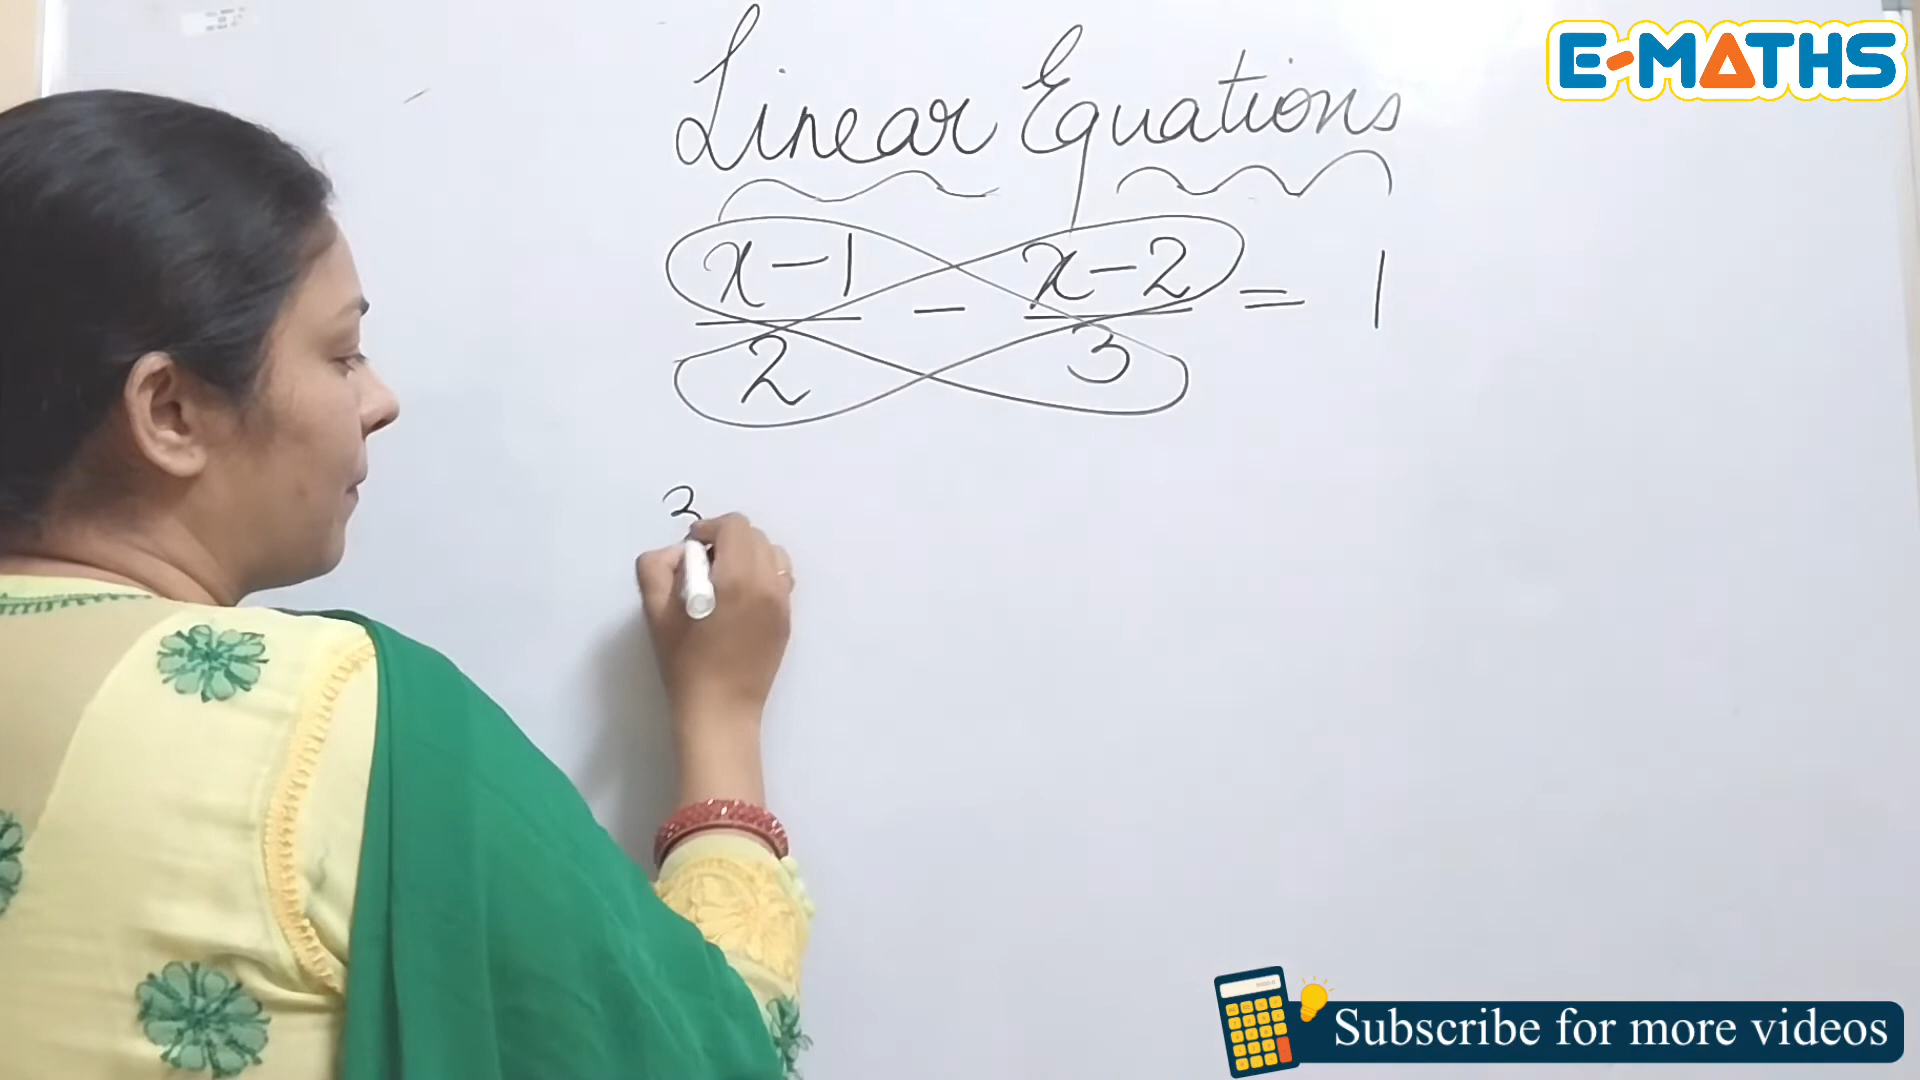 E-MATHS
Linear Equations
x-1/2 - x-2/3 = 1
3
Subscribe for more videos